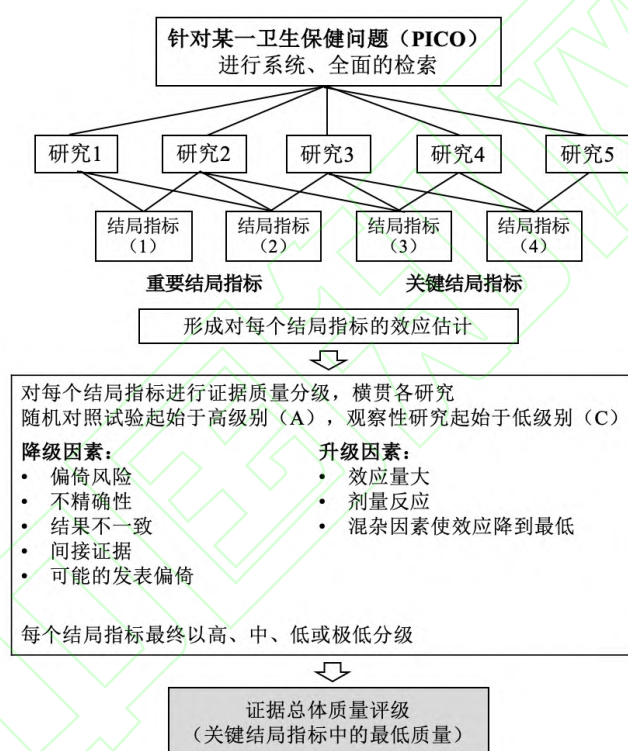 针对某一卫生保健问题（PICO）
进行系统、全面的检索
研究1 研究2 研究3 研究4 研究5
结局指标 结局指标 结局指标 结局指标
（1） （2） （3） （4）
重要结局指标 关键结局指标
形成对每个结局指标的效应估计
对每个结局指标进行证据质量分级，横贯各研究
随机对照试验起始于高级别（A），观察性研究起始于低级别（C）
降级因素： 升级因素：
• 偏倚风险 • 效应量大
• 不精确性 • 剂量反应
• 结果不一致 • 混杂因素使效应降到最低
• 间接证据
• 可能的发表偏倚
每个结局指标最终以高、中、低或极低分级
证据总体质量评级
（关键结局指标中的最低质量）